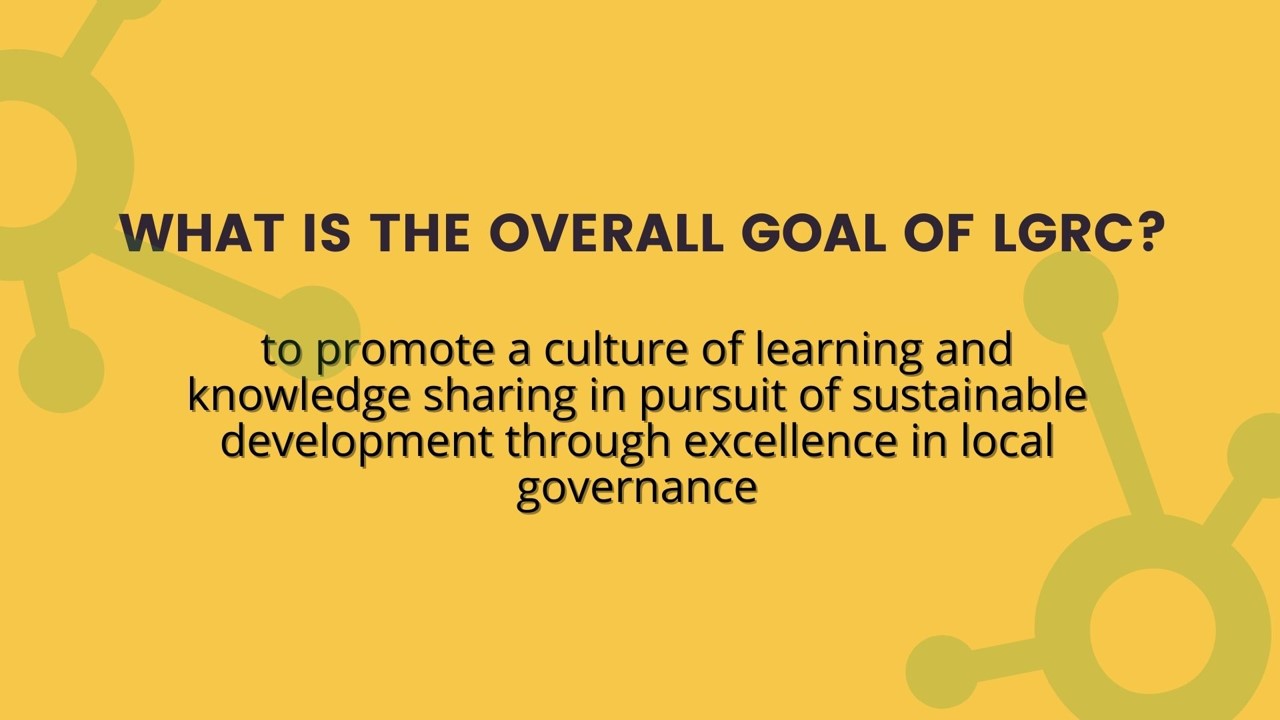 WHAT IS THE OVERALL GOAL OF LGRC?
to promote a culture of learning and
knowledge sharing in pursuit of sustainable
development through excellence in local
governance